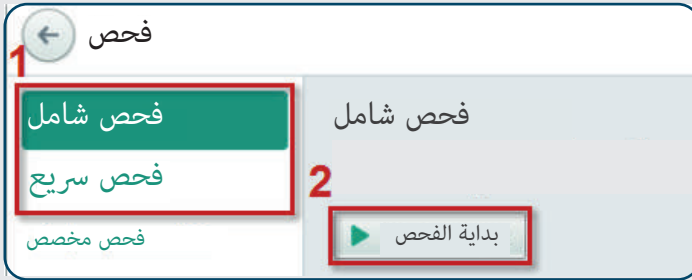 فحص
1
فحص شامل
فحص شامل
فحص سريع
2
بداية الفحص
فحص مخصص